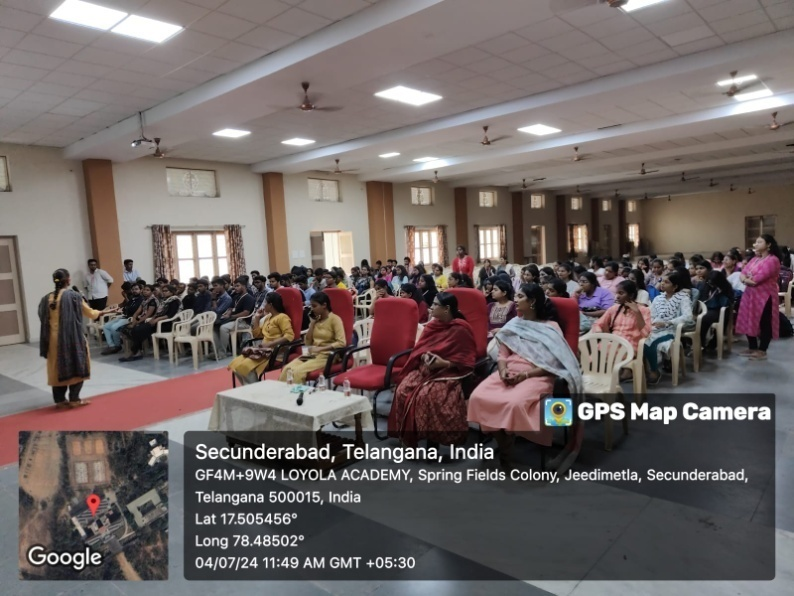 GPS Map Camera
Secunderabad, Telangana, India
GF4M+9W4 LOYOLA ACADEMY, Spring Fields Colony, Jeedimetla, Secunderabad,
Telangana 500015, India
Lat 17.505456°
Long 78.48502°
04/07/24 11:49 AM GMT +05:30
Google